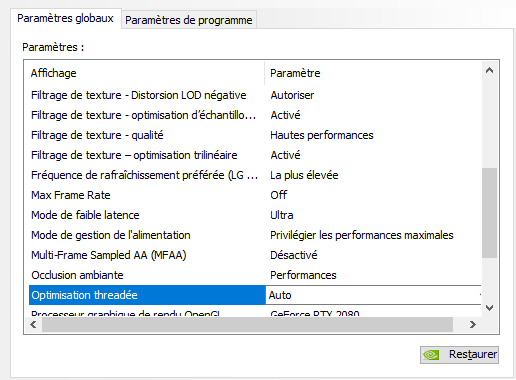 Paramètres globaux Paramètres de programme
Paramètres :
Affichage Paramètre
Filtrage de texture - Distorsion LOD négative Autoriser
Filtrage de texture - optimisation d'échantillo... Activé
Filtrage de texture - qualité Hautes performances
Filtrage de texture – optimisation trilinéaire Activé
Fréquence de rafraîchissement préférée (LG ... La plus élevée
Max Frame Rate Off
Mode de faible latence Ultra
Mode de gestion de l'alimentation Privilégier les performances maximales
Multi-Frame Sampled AA (MFAA) Désactivé
Occlusion ambiante Performances
Optimisation threadée Auto
Processeur graphique de rendu OpenGL GeForce RTX 2080
Restaurer